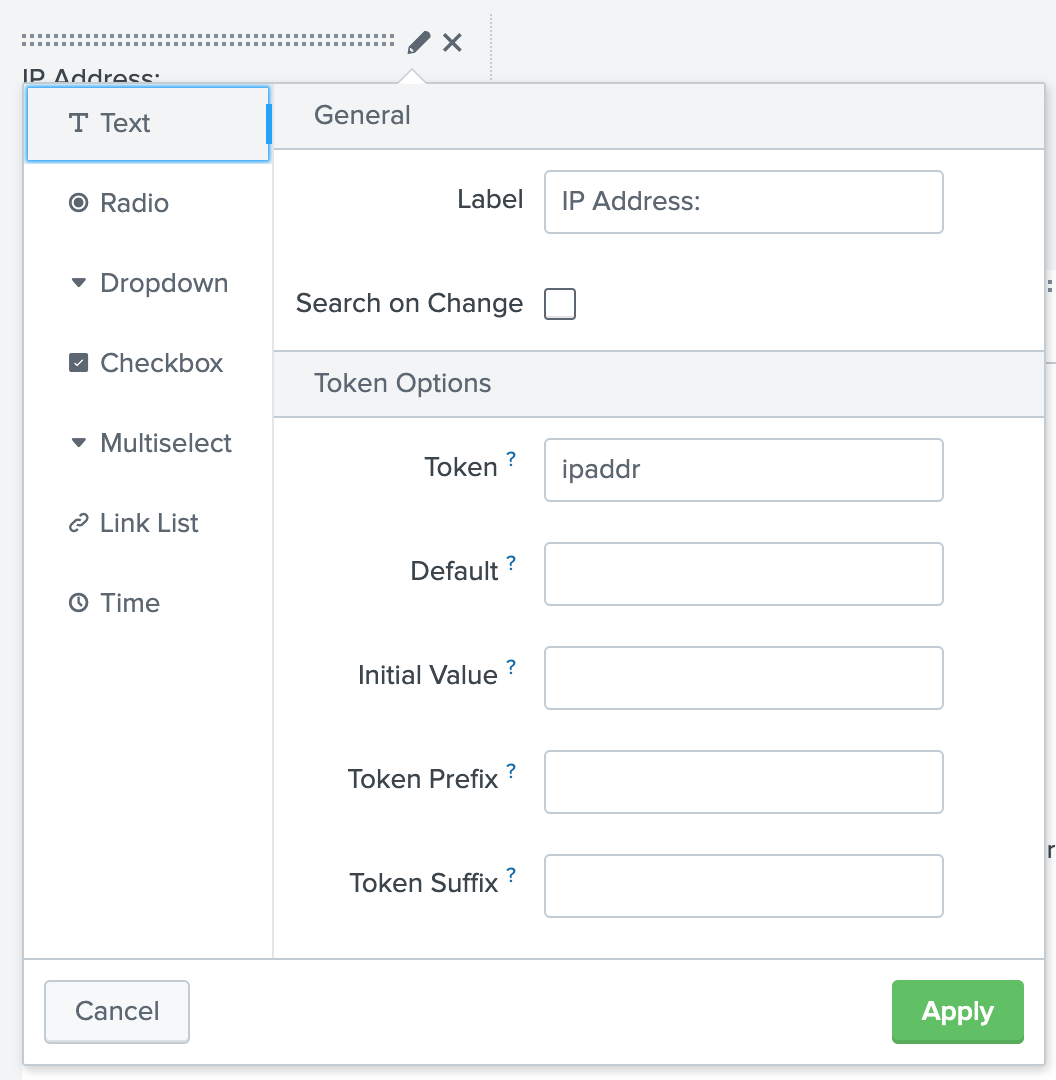 IP Address:
Text
Radio
Dropdown
Checkbox
Multiselect
Link List
Time
General
Label
IP Address:
Search on Change
Token Options
Token ?
ipaddr
Default ?
Initial Value ?
Token Prefix ?
Token Suffix ?
Cancel
Apply